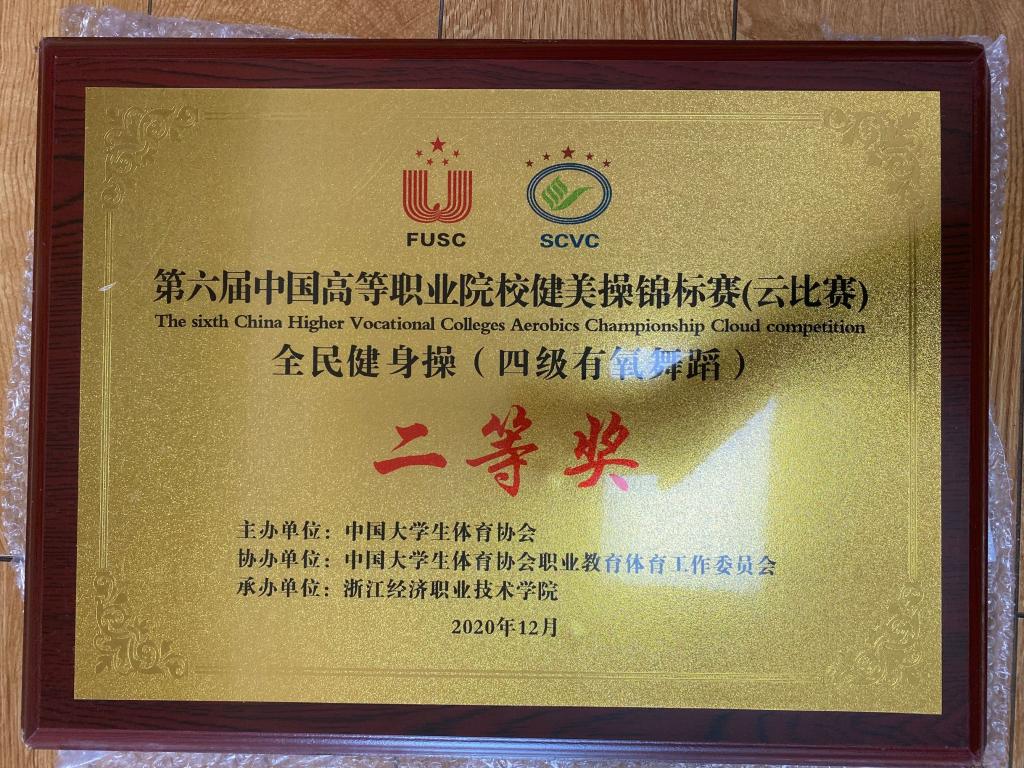 FUSC SCVC
第六届中国高等职业院校健美操锦标赛(云比赛)
The sixth China Higher Vocational Colleges Aerobics Championship Cloud competition
全民健身操（四级有氧舞蹈）
二等奖
主办单位：中国大学生体育协会
协办单位：中国大学生体育协会职业教育体育工作委员会
承办单位：浙江经济职业技术学院
2020年12月